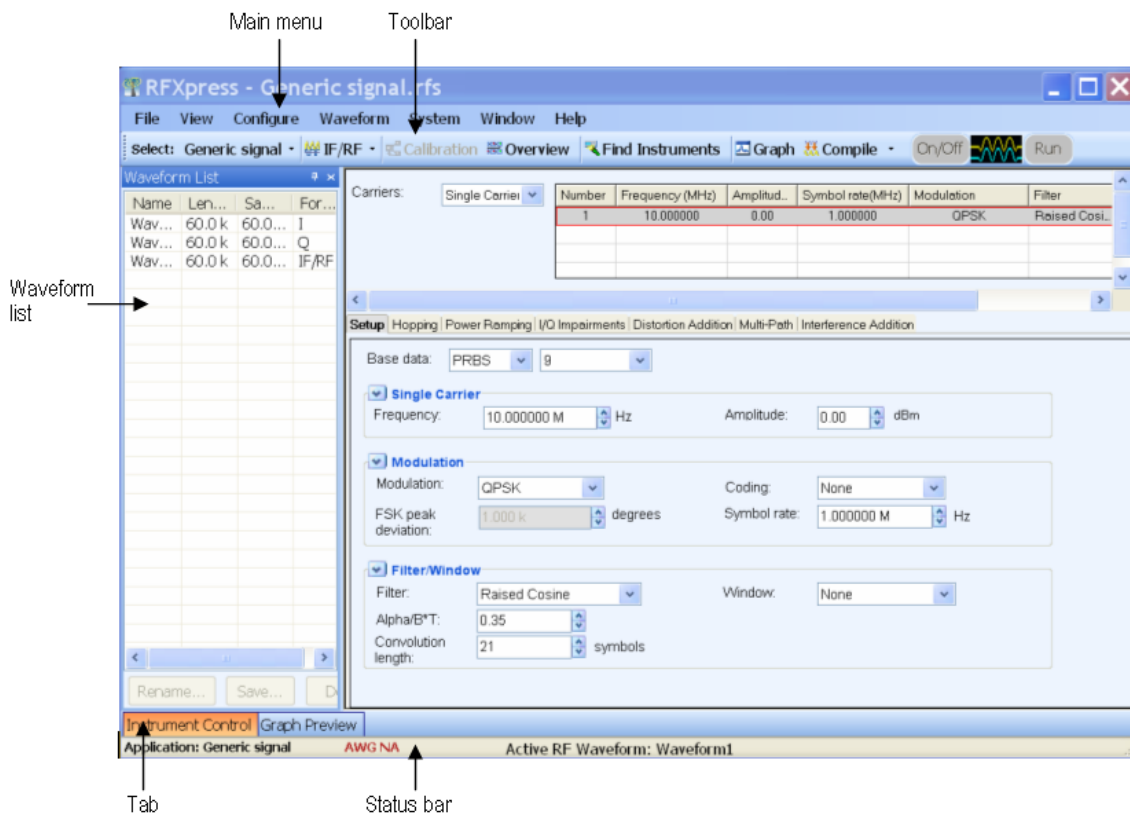 Main menu
Toolbar
RFXpress - Generic signal.rfs
File View Configure Waveform System Window Help
Select: Generic signal IF/RF Calibration Overview Find Instruments Graph Compile On/Off Run
Waveform List
Name Len... Sa... For...
Wav... 60.0 k 60.0... I
Wav... 60.0 k 60.0... Q
Wav... 60.0 k 60.0... IF/RF
Waveform
list
Carriers: Single Carrier
Number Frequency (MHz) Amplitud.. Symbol rate(MHz) Modulation Filter
1 10.000000 0.00 1.000000 QPSK Raised Cosi..
Setup Hopping Power Ramping I/Q Impairments Distortion Addition Multi-Path Interference Addition
Base data: PRBS 9
Single Carrier
Frequency: 10.000000 M Hz Amplitude: 0.00 dBm
Modulation
Modulation: QPSK Coding: None
FSK peak
deviation: 1.000 k degrees Symbol rate: 1.000000 M Hz
Filter/Window
Filter: Raised Cosine Window: None
Alpha/B*T: 0.35
Convolution
length: 21 symbols
Rename... Save... D
Instrument Control Graph Preview
Application: Generic signal AWG NA Active RF Waveform: Waveform1
Tab
Status bar